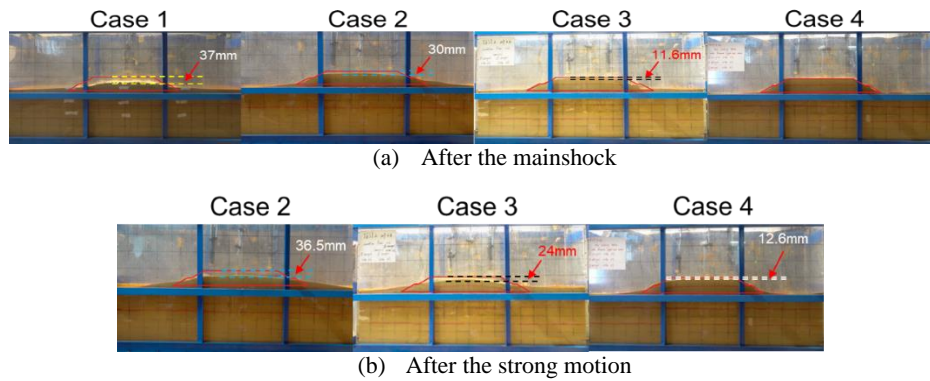 Case 1 Case 2 Case 3 Case 4
37mm 30mm 11.6mm
(a) After the mainshock
Case 2 Case 3 Case 4
36.5mm 24mm 12.6mm
(b) After the strong motion